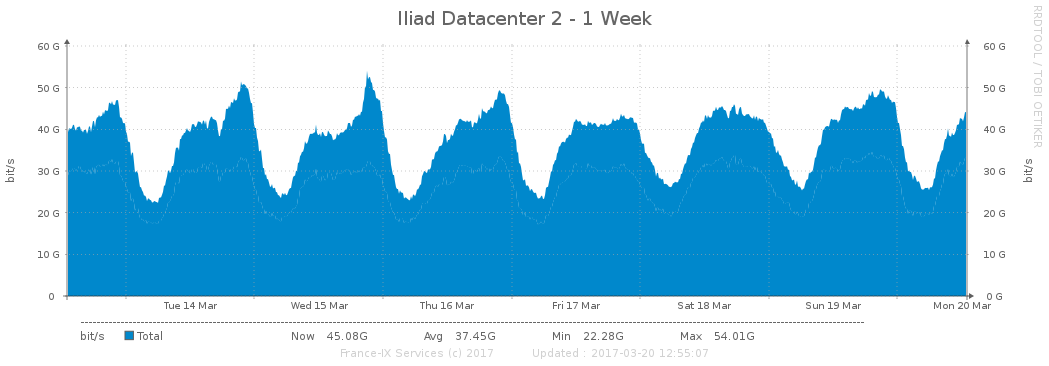 Iliad Datacenter 2 - 1 Week
RRDTOOL / TOBI OETIKER
60 G 60 G
50 G 50 G
40 G 40 G
30 G 30 G
20 G 20 G
10 G 10 G
0 0 G
bit/s
bit/s
Tue 14 Mar Wed 15 Mar Thu 16 Mar Fri 17 Mar Sat 18 Mar Sun 19 Mar Mon 20 Mar
bit/s Total Now 45.08G Avg 37.45G Min 22.28G Max 54.01G
France-IX Services (c) 2017 Updated : 2017-03-20 12:55:07